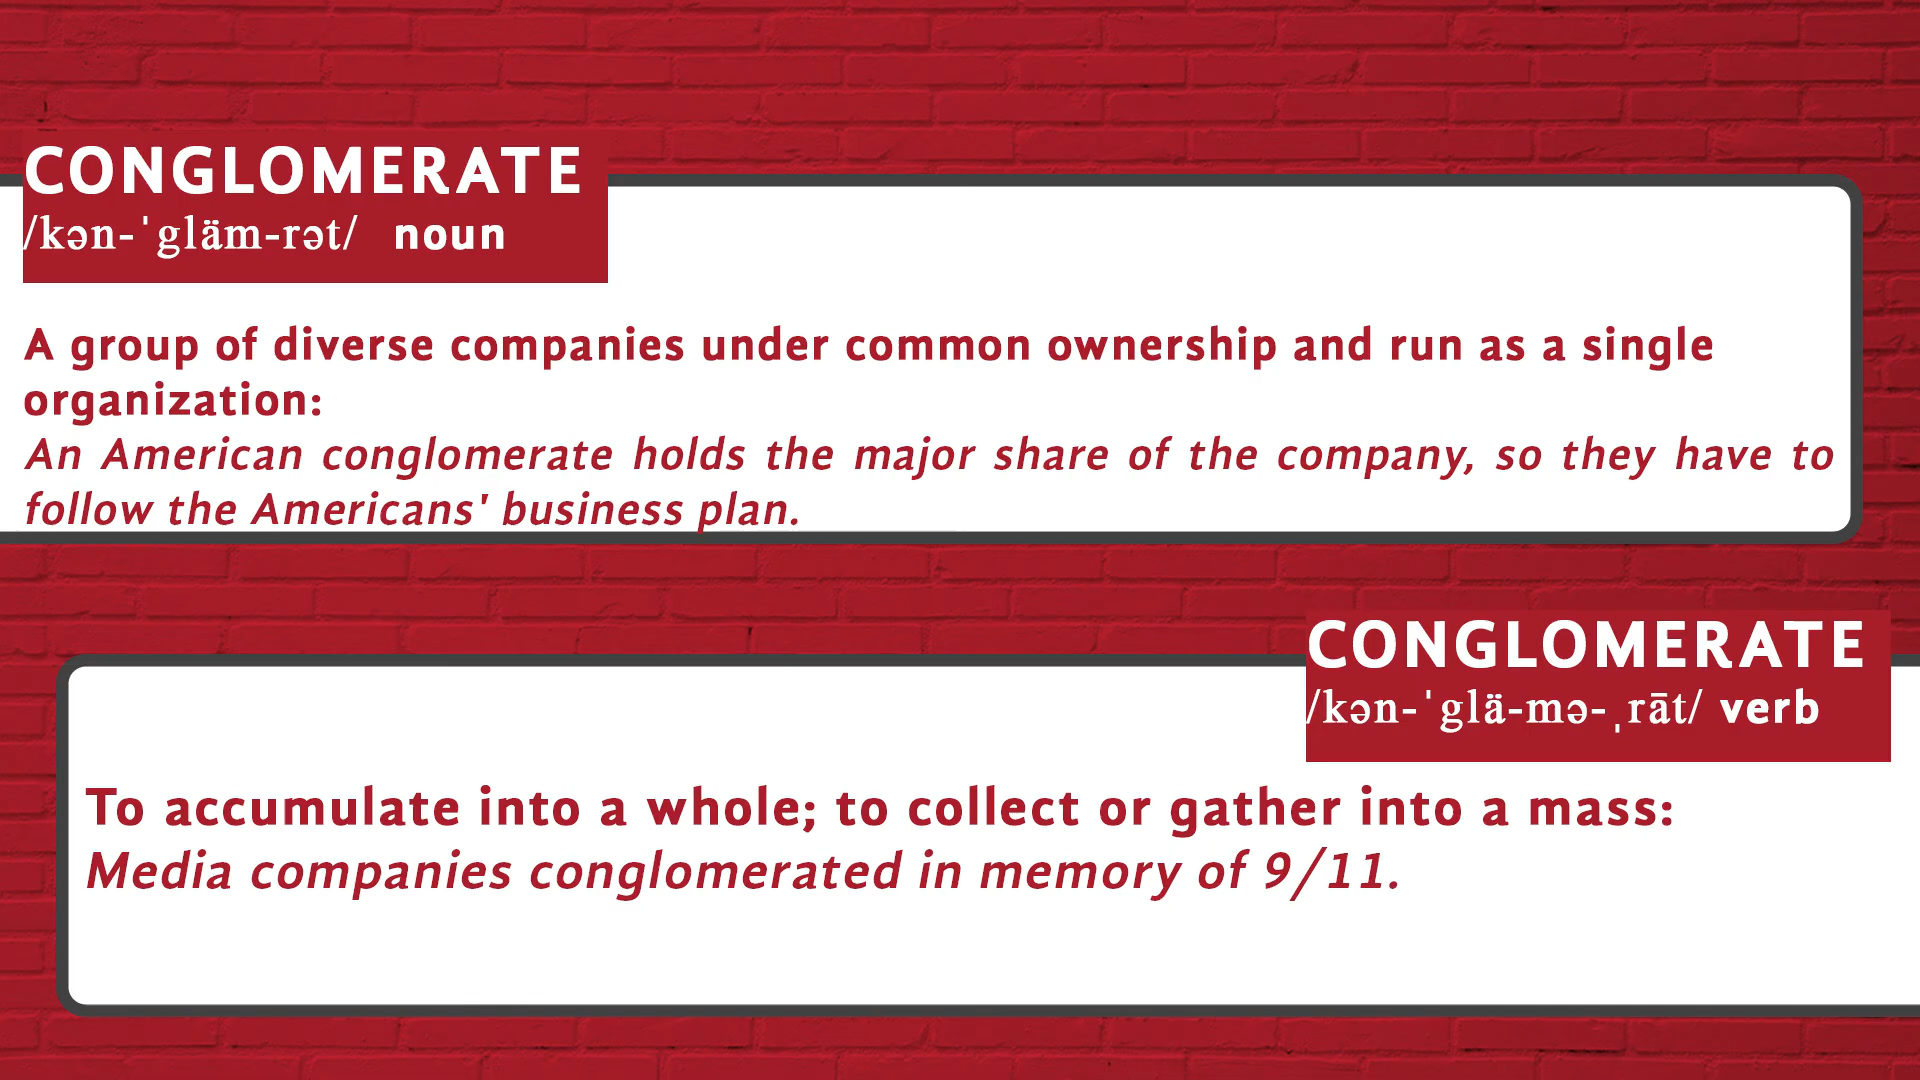 CONGLOMERATE
/kən-ˈgläm-rət/ noun
A group of diverse companies under common ownership and run as a single
organization:
An American conglomerate holds the major share of the company, so they have to
follow the Americans' business plan.
CONGLOMERATE
/kən-ˈglä-mə-ˌrāt/ verb
To accumulate into a whole; to collect or gather into a mass:
Media companies conglomerated in memory of 9/11.